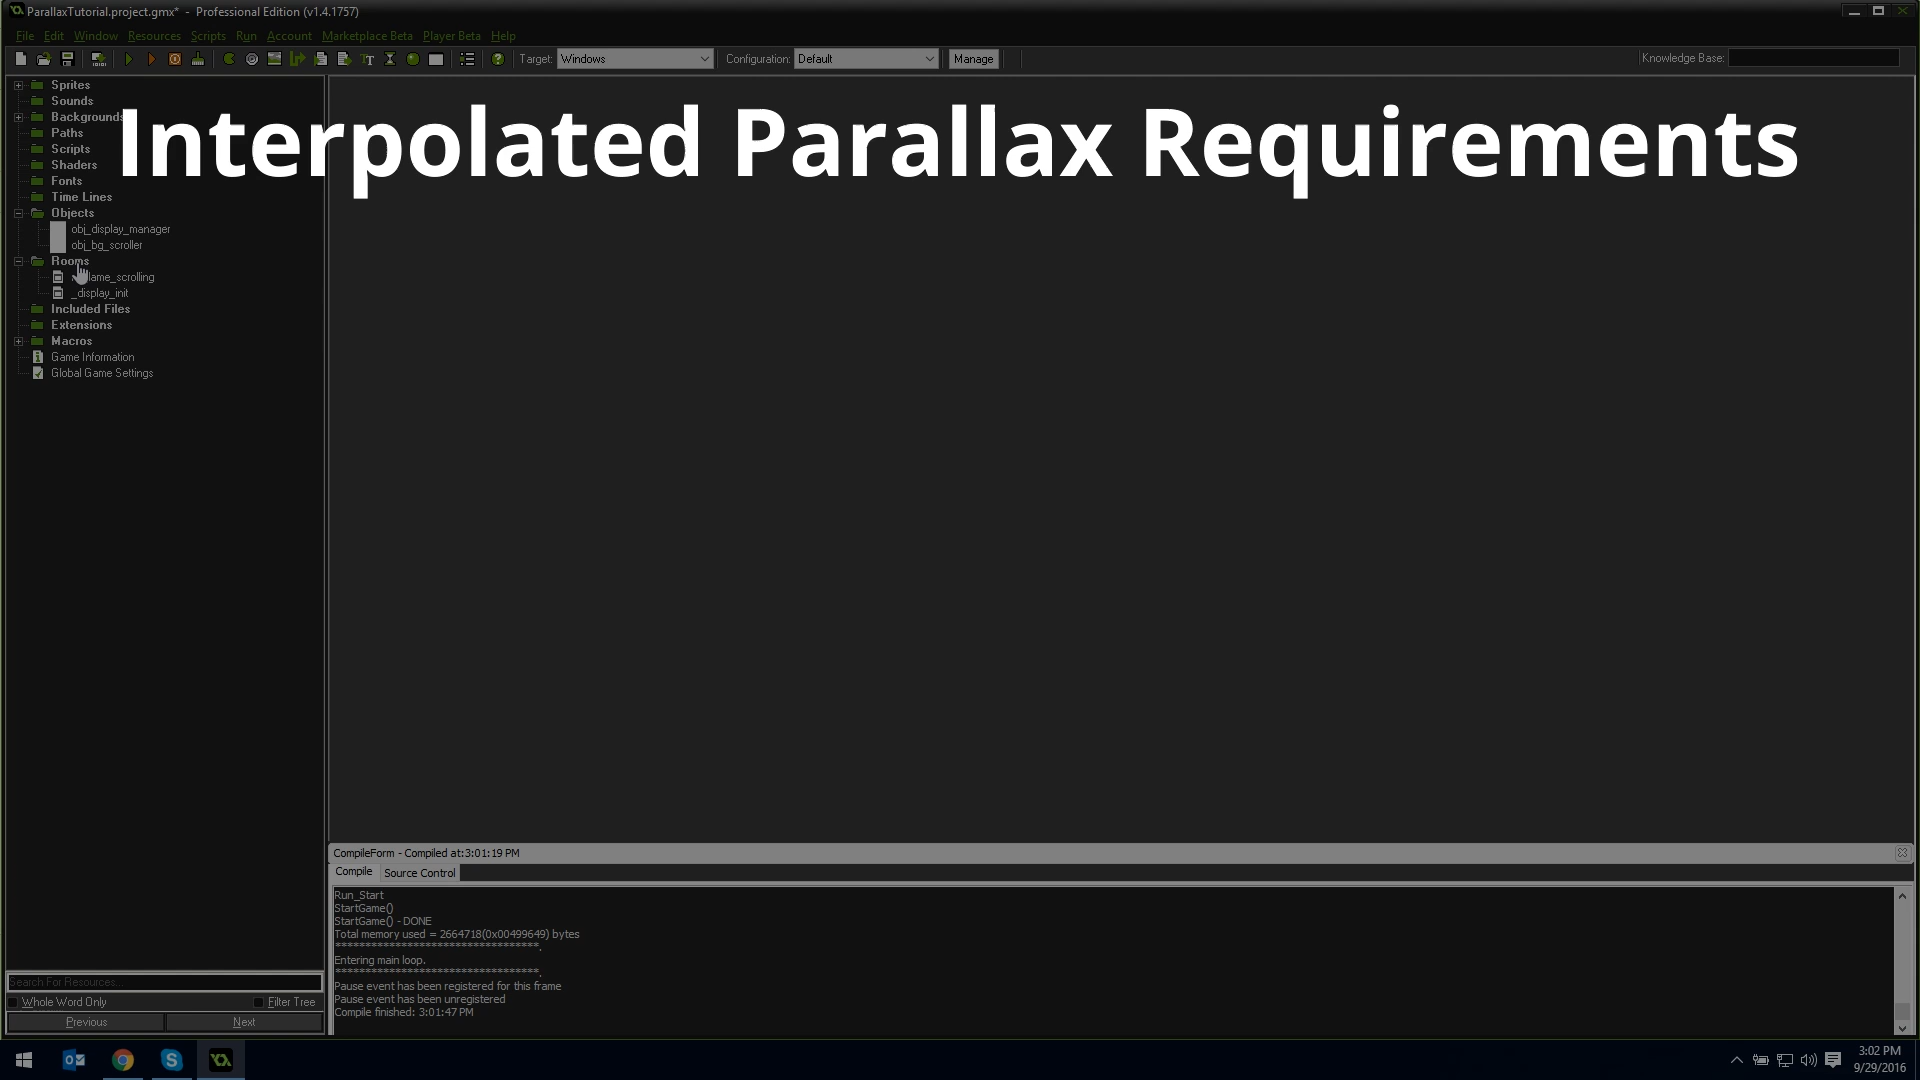 ParallaxTutorial.project.gmx* - Professional Edition (v1.4.1757)
File Edit Window Resources Scripts Run Account Marketplace Beta Player Beta Help
Target: Windows Configuration: Default Manage Knowledge Base:
Interpolated Parallax Requirements
Sprites
Sounds
Backgrounds
Paths
Scripts
Shaders
Fonts
Time Lines
Objects
obj_display_manager
obj_bg_scroller
Rooms
_display_init
Included Files
Extensions
Macros
Game Information
Global Game Settings
CompileForm - Compiled at:3:01:19 PM
Compile Source Control
Run_Start
StartGame()
StartGame() - DONE
Total memory used = 2664718(0x00499649) bytes
**********************************.
Entering main loop.
**********************************.
Pause event has been registered for this frame
Pause event has been unregistered
Compile finished: 3:01:47 PM
Search For Resources...
Whole Word Only Filter Tree
Previous Next
3:02 PM
9/29/2016